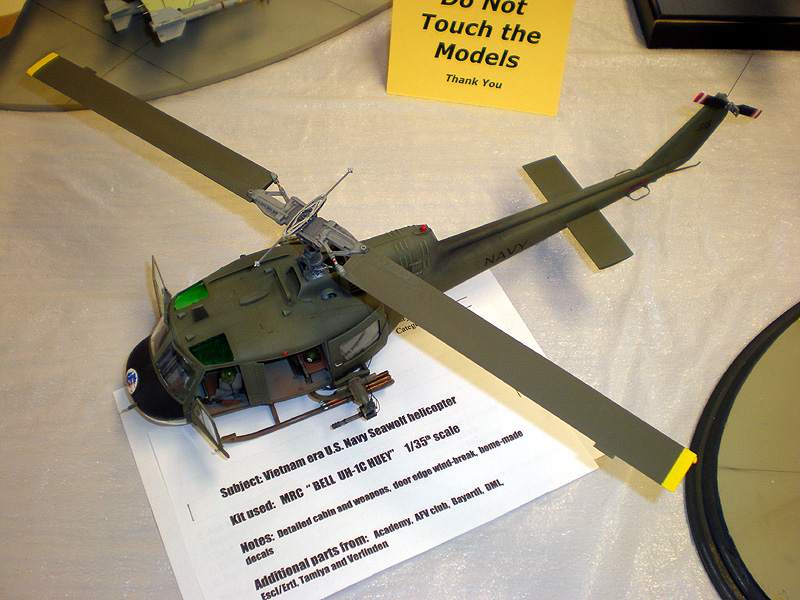 Do Not
Touch the
Models
Thank You
NAVY
Categ
Subject: Vietnam era U.S. Navy Seawolf helicopter
Kit used: MRC "BELL UH-1C HUEY" 1/35th scale
Notes: Detailed cabin and weapons, door edge wind-break, home-made
decals
Additional parts from: Academy, AFV club, Bayardi, DML,
Esci/Ertl, Tamiya and Verlinden